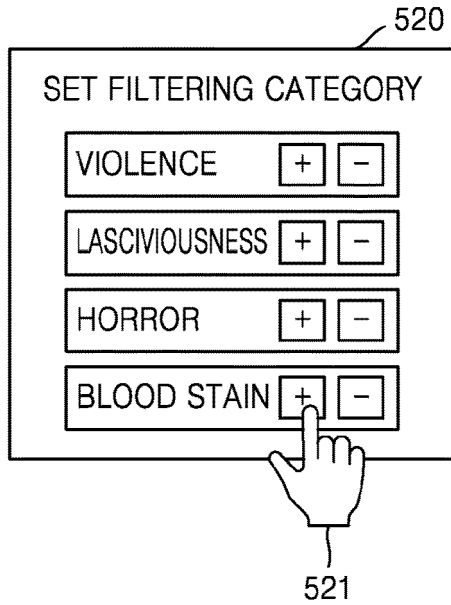 520
SET FILTERING CATEGORY
VIOLENCE + −
LASCIVIOUSNESS + −
HORROR + −
BLOOD STAIN + −
521